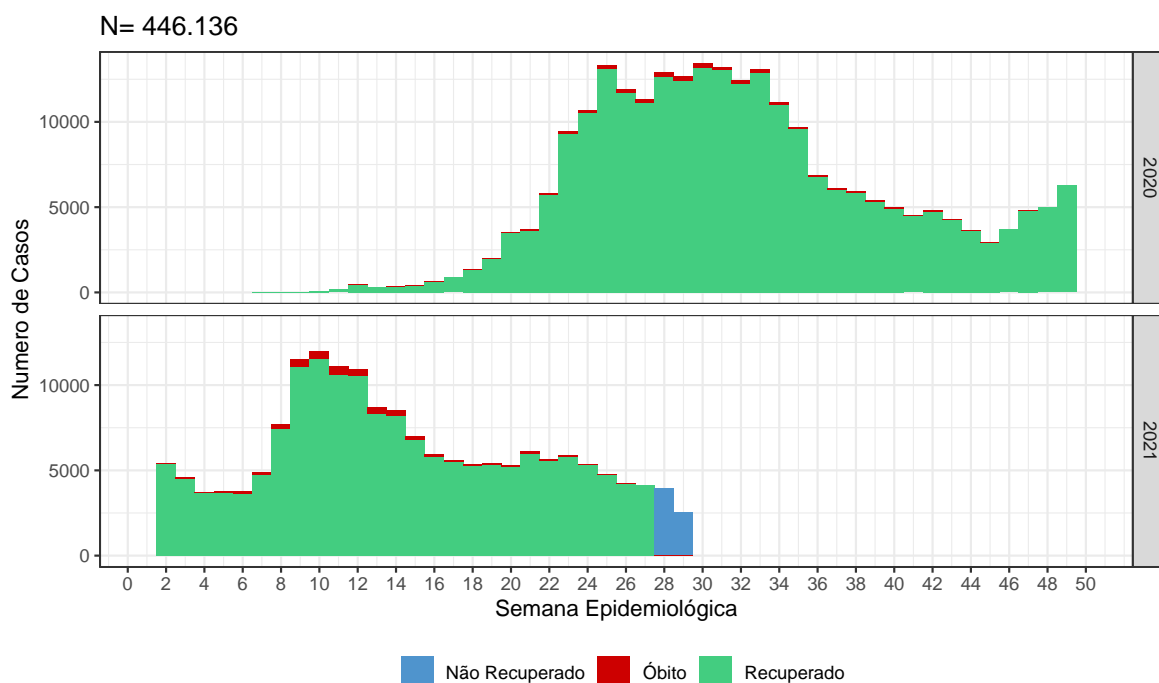 N= 446.136
Numero de Casos
10000
5000
0
2020
10000
5000
0
2021
0 2 4 6 8 10 12 14 16 18 20 22 24 26 28 30 32 34 36 38 40 42 44 46 48 50
Semana Epidemiológica
Não Recuperado Óbito Recuperado